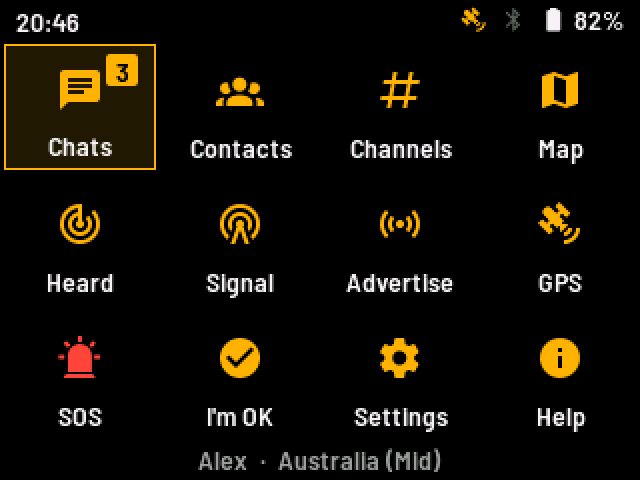 20:46 82%
3
Chats Contacts Channels Map
Heard Signal Advertise GPS
SOS I'm OK Settings Help
Alex · Australia (Mid)